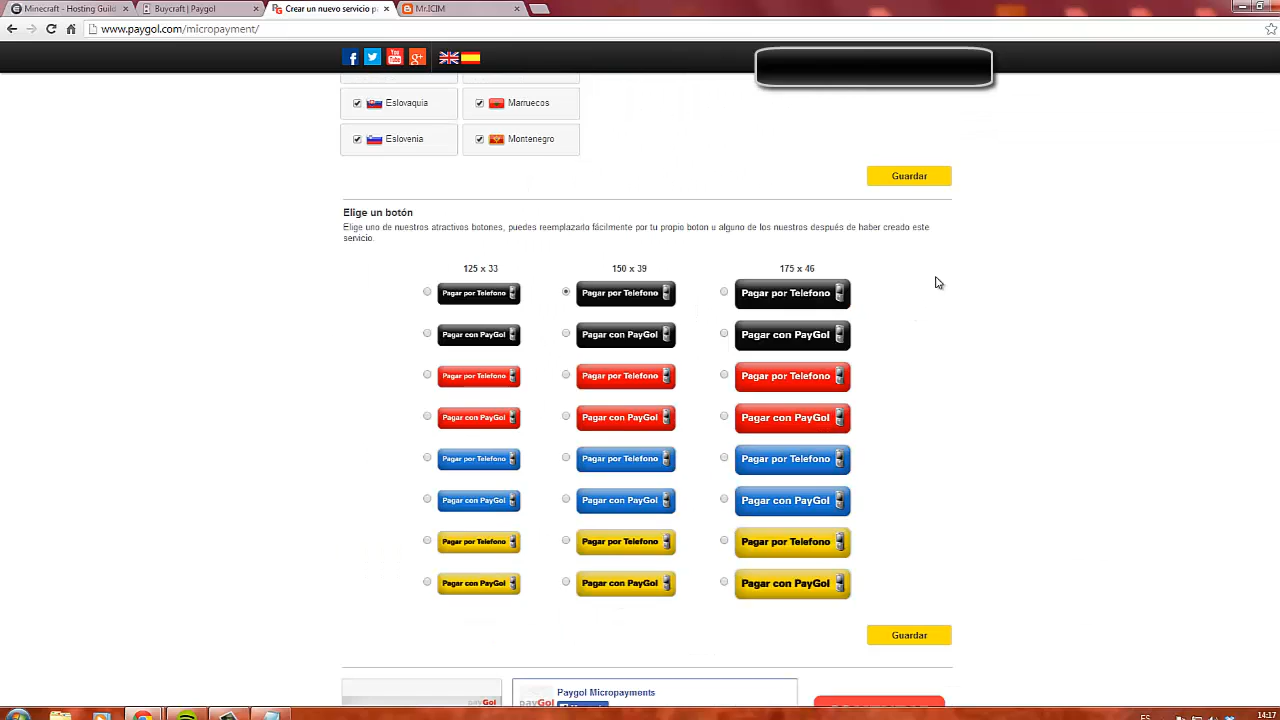 Minecraft - Hosting Guild
Buycraft | Paygol
Crear un nuevo servicio p
Mr.ICIM
www.paygol.com/micropayment/
Eslovaquia
Marruecos
Eslovenia
Montenegro
Guardar
Elige un botón
Elige uno de nuestros atractivos botones, puedes reemplazarlo fácilmente por tu propio boton u alguno de los nuestros después de haber creado este
servicio.
125 x 33 150 x 39 175 x 46
Pagar por Telefono Pagar por Telefono Pagar por Telefono
Pagar con PayGol Pagar con PayGol Pagar con PayGol
Pagar por Telefono Pagar por Telefono Pagar por Telefono
Pagar con PayGol Pagar con PayGol Pagar con PayGol
Pagar por Telefono Pagar por Telefono Pagar por Telefono
Pagar con PayGol Pagar con PayGol Pagar con PayGol
Pagar por Telefono Pagar por Telefono Pagar por Telefono
Pagar con PayGol Pagar con PayGol Pagar con PayGol
Guardar
Paygol Micropayments
payGol
ES
14:17